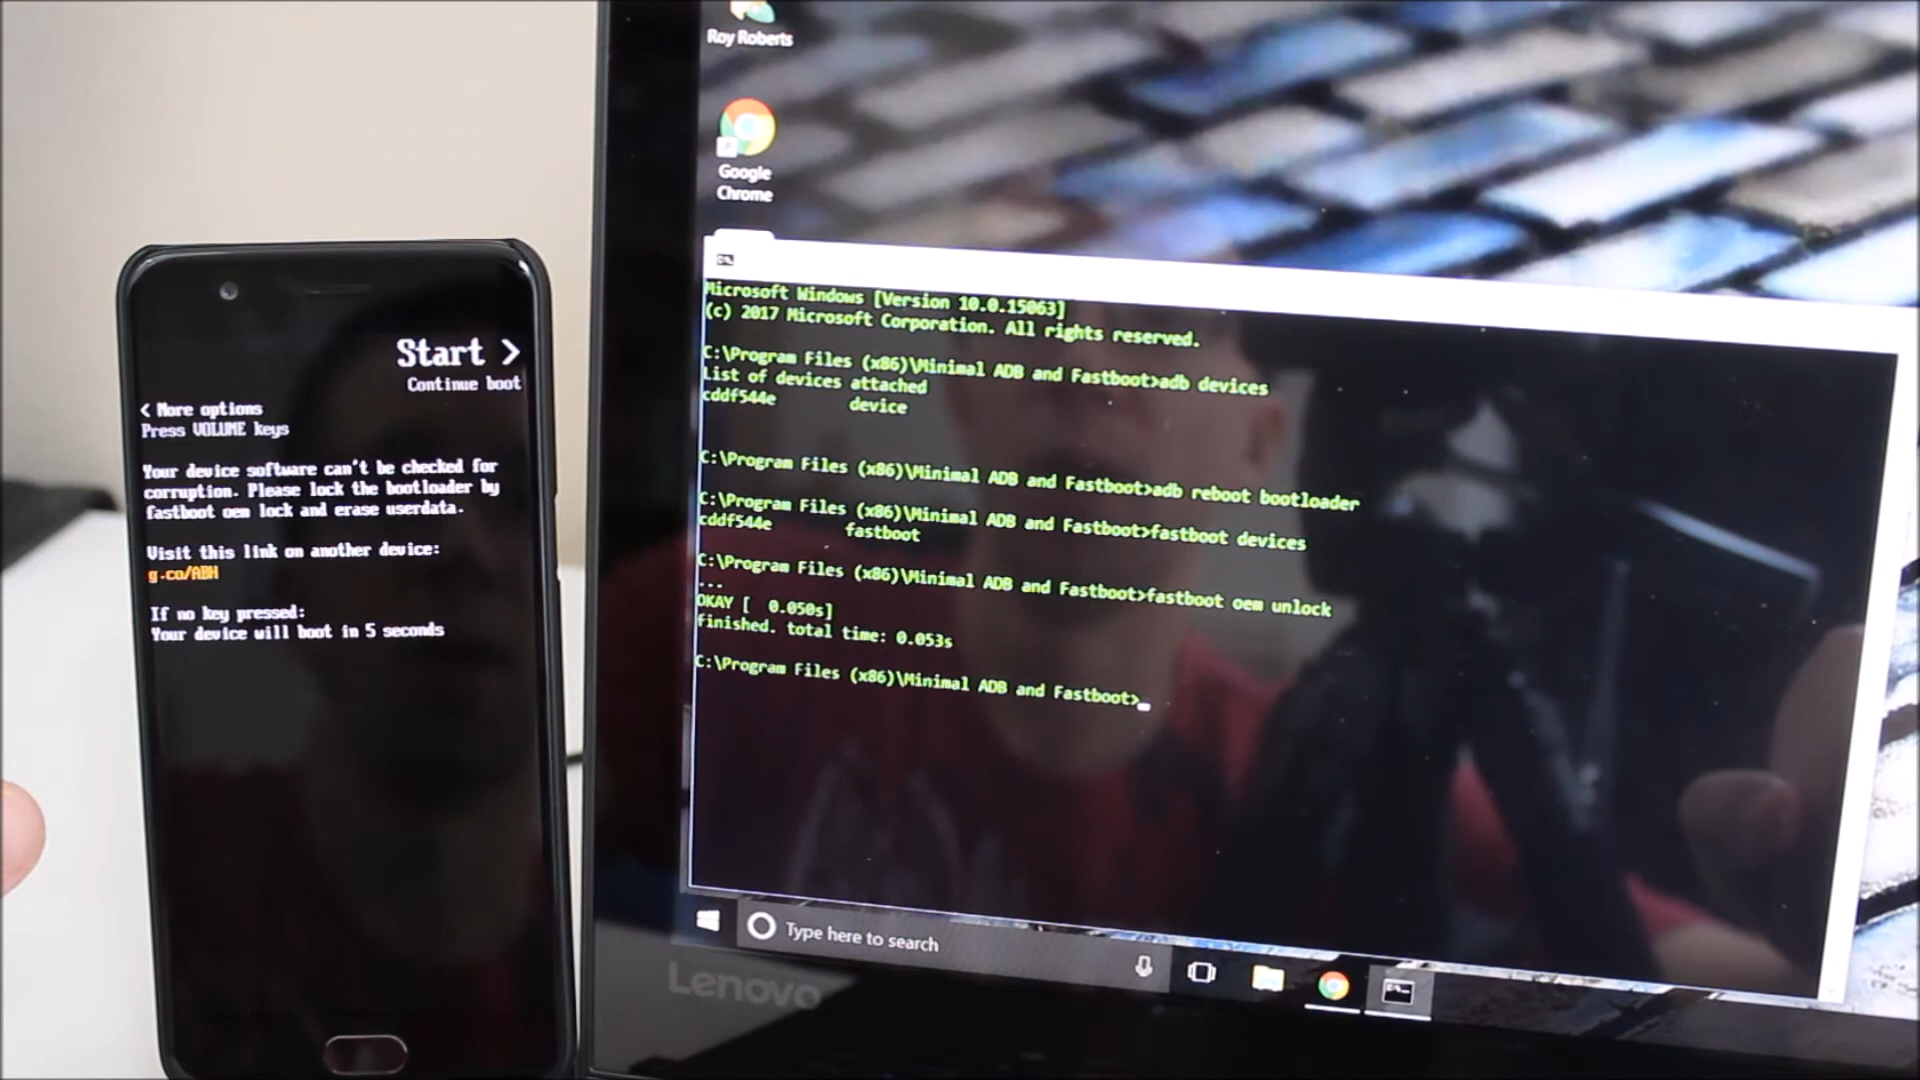 Start >
Continue boot
< More options
Press VOLUME keys
Your device software can't be checked for
corruption. Please lock the bootloader by
fastboot oem lock and erase userdata.
Visit this link on another device:
g.co/ABH
If no key pressed:
Your device will boot in 5 seconds
Roy Roberts
Google
Chrome
Microsoft Windows [Version 10.0.15063]
(c) 2017 Microsoft Corporation. All rights reserved.
C:\Program Files (x86)\Minimal ADB and Fastboot>adb devices
List of devices attached
cddf544e device
C:\Program Files (x86)\Minimal ADB and Fastboot>adb reboot bootloader
C:\Program Files (x86)\Minimal ADB and Fastboot>fastboot devices
cddf544e fastboot
C:\Program Files (x86)\Minimal ADB and Fastboot>fastboot oem unlock
...
OKAY [ 0.050s]
finished. total time: 0.053s
C:\Program Files (x86)\Minimal ADB and Fastboot>_
Type here to search
Lenovo